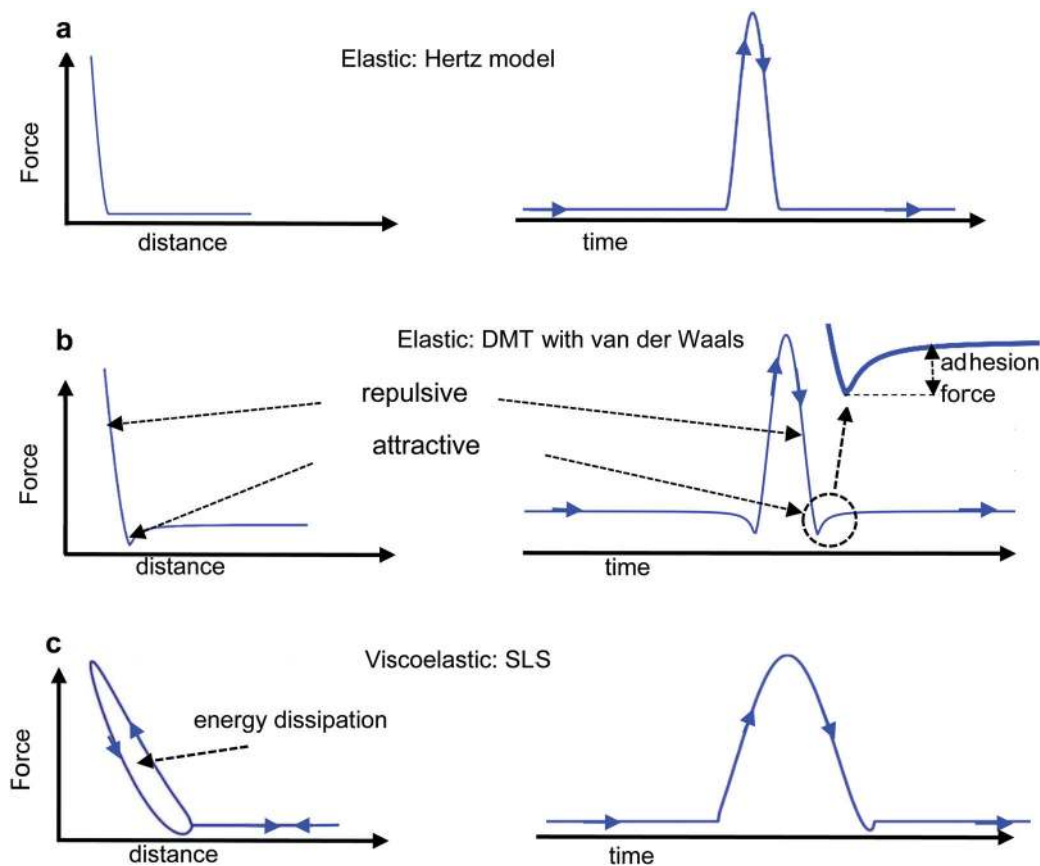 a
Elastic: Hertz model
Force
distance
time
b
Elastic: DMT with van der Waals
repulsive
attractive
adhesion
force
Force
distance
time
c
Viscoelastic: SLS
energy dissipation
Force
distance
time